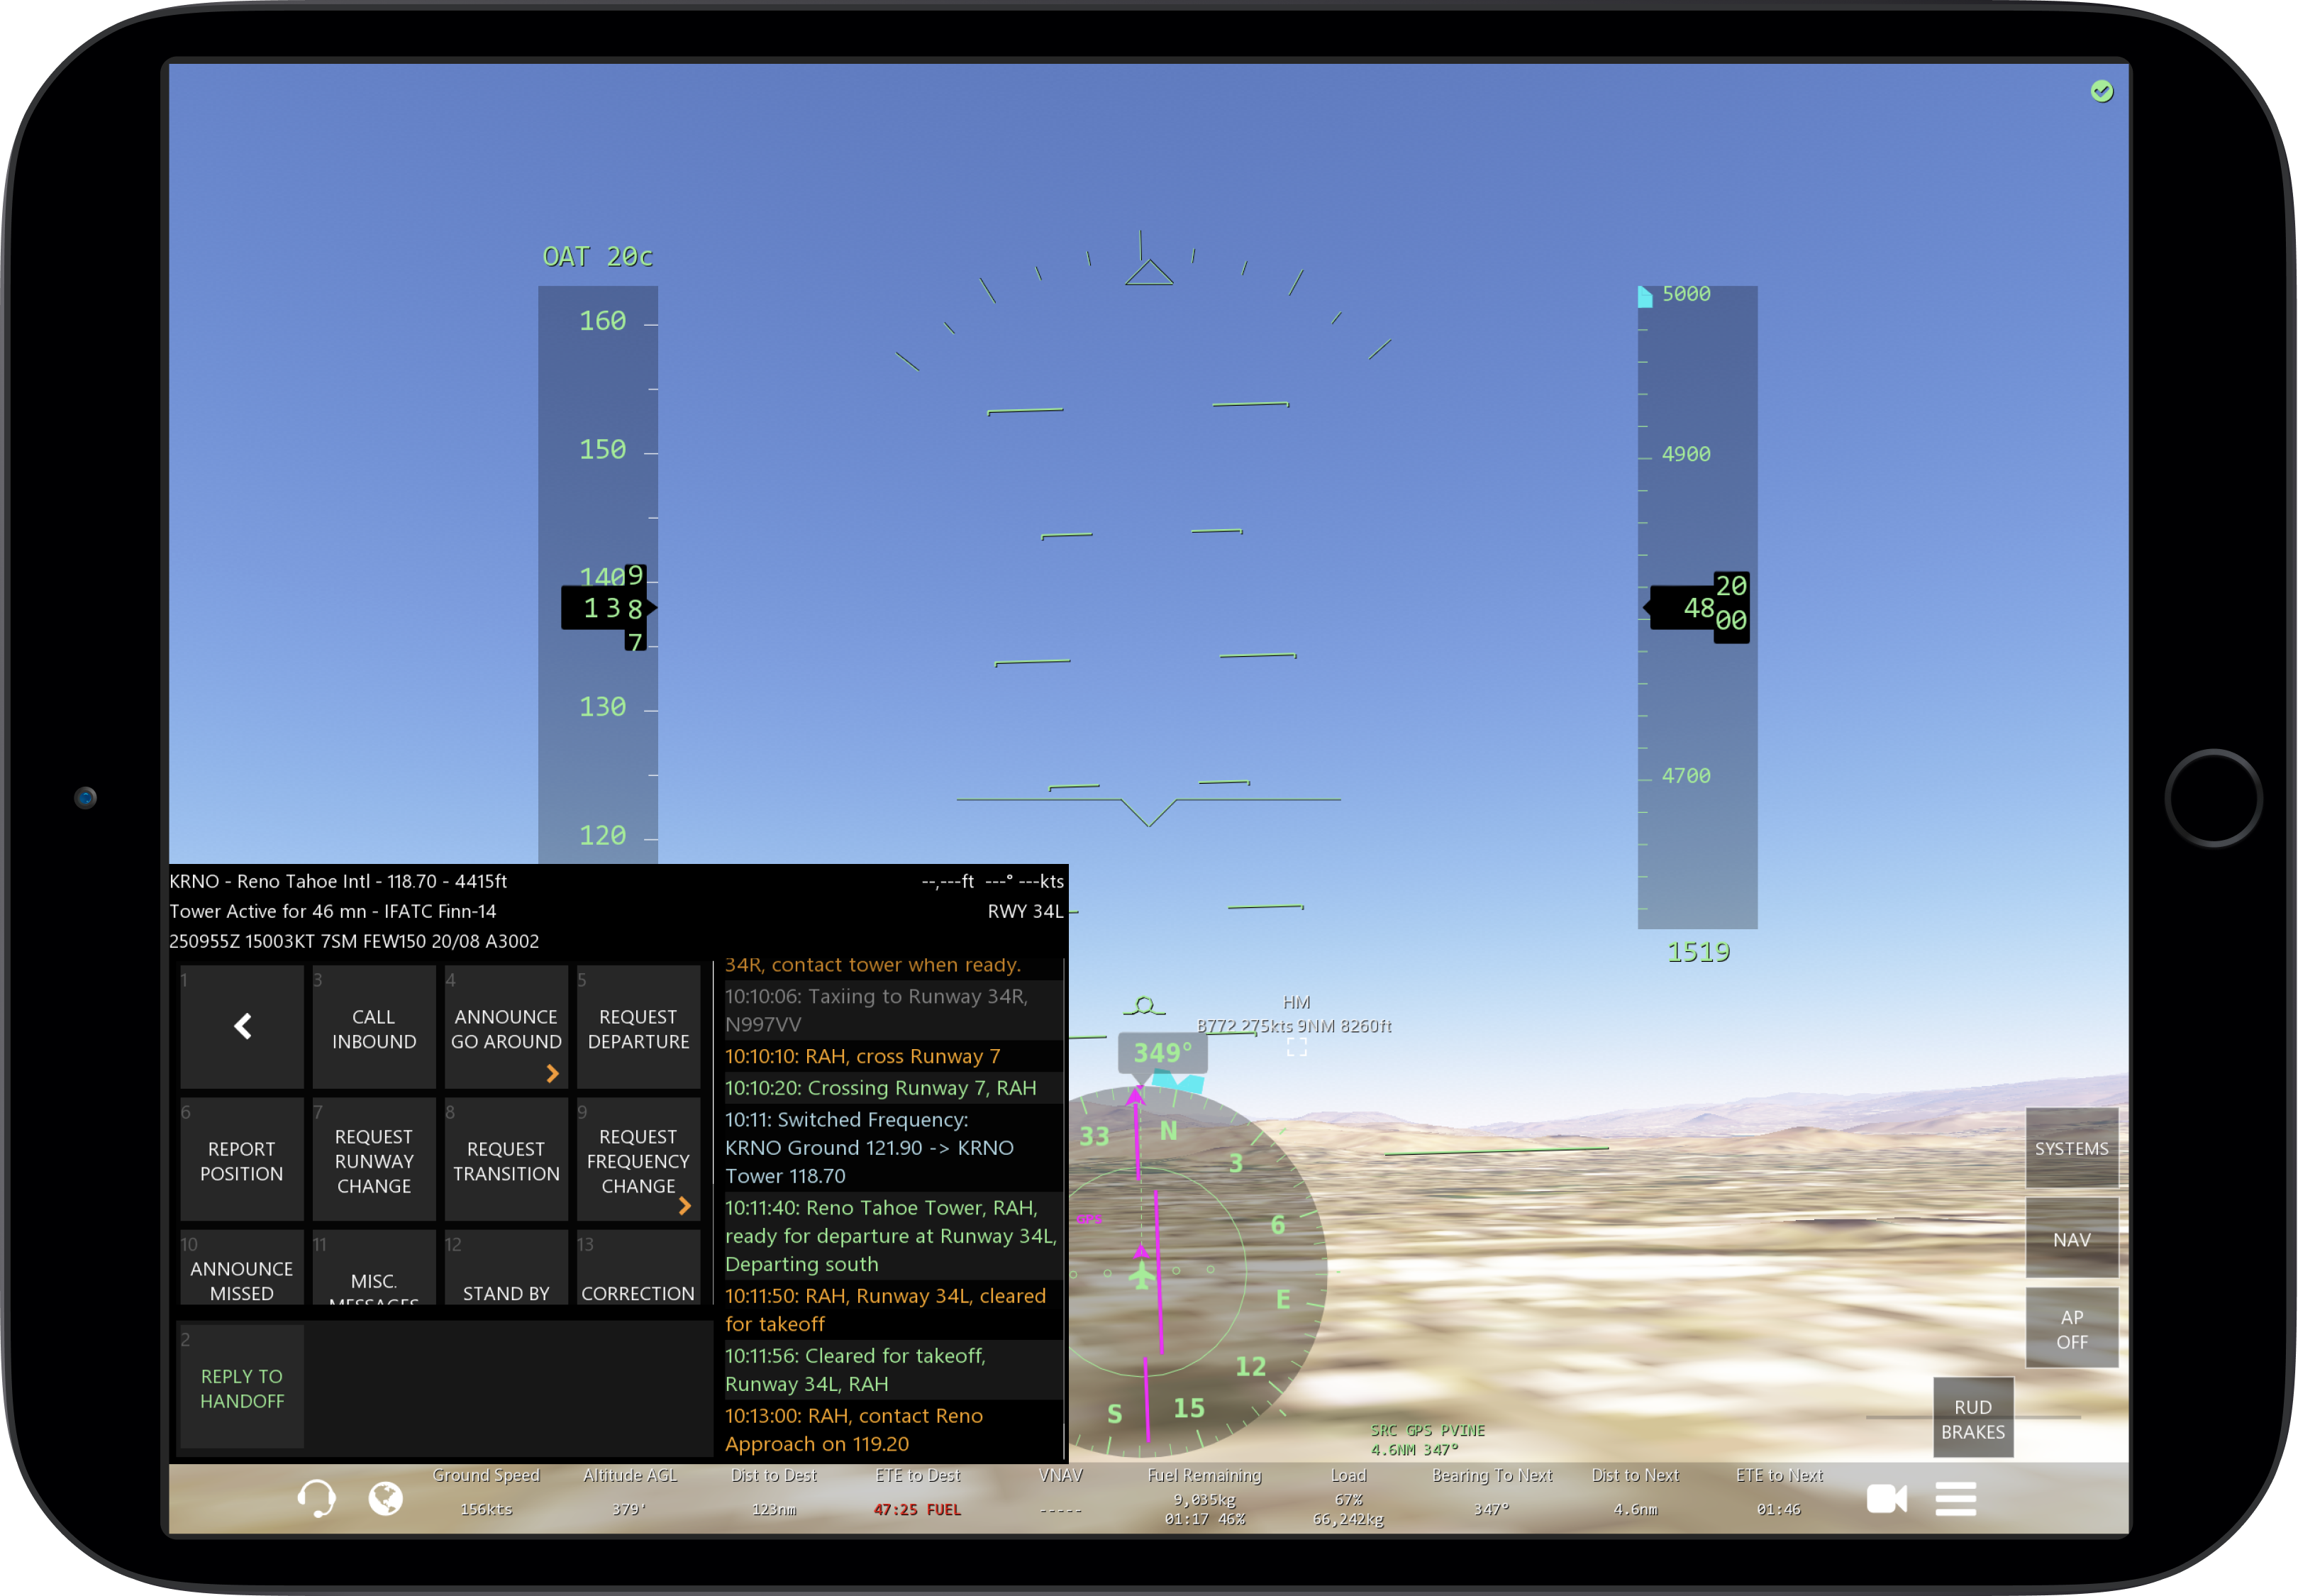 OAT 20c
160
150
140
9
138
7
130
120
5000
4900
20
48
00
4700
1519
KRNO - Reno Tahoe Intl - 118.70 - 4415ft
--,---ft ---° ---kts
Tower Active for 46 mn - IFATC Finn-14
RWY 34L
250955Z 15003KT 7SM FEW150 20/08 A3002
1
3
CALL
INBOUND
4
ANNOUNCE
GO AROUND
5
REQUEST
DEPARTURE
6
REPORT
POSITION
7
REQUEST
RUNWAY
CHANGE
8
REQUEST
TRANSITION
9
REQUEST
FREQUENCY
CHANGE
10
ANNOUNCE
MISSED
11
MISC.
MESSAGES
12
STAND BY
13
CORRECTION
2
REPLY TO
HANDOFF
34R, contact tower when ready.
10:10:06: Taxiing to Runway 34R,
N997VV
10:10:10: RAH, cross Runway 7
10:10:20: Crossing Runway 7, RAH
10:11: Switched Frequency:
KRNO Ground 121.90 -> KRNO
Tower 118.70
10:11:40: Reno Tahoe Tower, RAH,
ready for departure at Runway 34L,
Departing south
10:11:50: RAH, Runway 34L, cleared
for takeoff
10:11:56: Cleared for takeoff,
Runway 34L, RAH
10:13:00: RAH, contact Reno
Approach on 119.20
HM
B772 275kts 9NM 8260ft
349°
33
N
3
6
E
12
15
S
GPS
SRC GPS PVINE
4.6NM 347°
SYSTEMS
NAV
AP
OFF
RUD
BRAKES
Ground Speed
156kts
Altitude AGL
379'
Dist to Dest
123nm
ETE to Dest
47:25 FUEL
VNAV
-----
Fuel Remaining
9,035kg
01:17 46%
Load
67%
66,242kg
Bearing To Next
347°
Dist to Next
4.6nm
ETE to Next
01:46